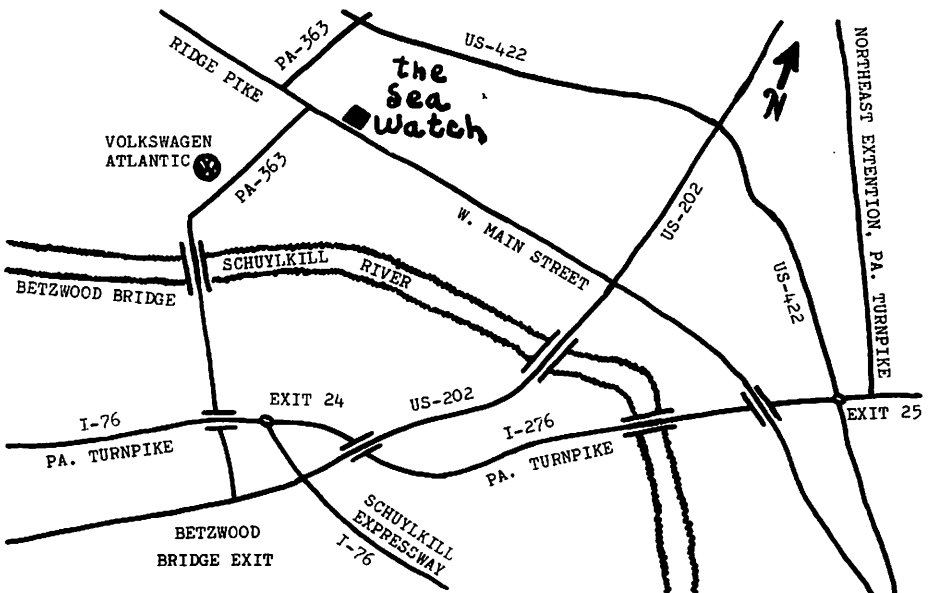 PA-363
US-422
RIDGE PIKE
the
Sea
Watch
N
NORTHEAST EXTENTION, PA. TURNPIKE
VOLKSWAGEN
ATLANTIC
PA-363
W. MAIN STREET
US-202
SCHUYLKILL
RIVER
BETZWOOD BRIDGE
US-422
EXIT 24
US-202
I-76
PA. TURNPIKE
I-276
PA. TURNPIKE
EXIT 25
BETZWOOD
BRIDGE EXIT
SCHUYLKILL
EXPRESSWAY
I-76